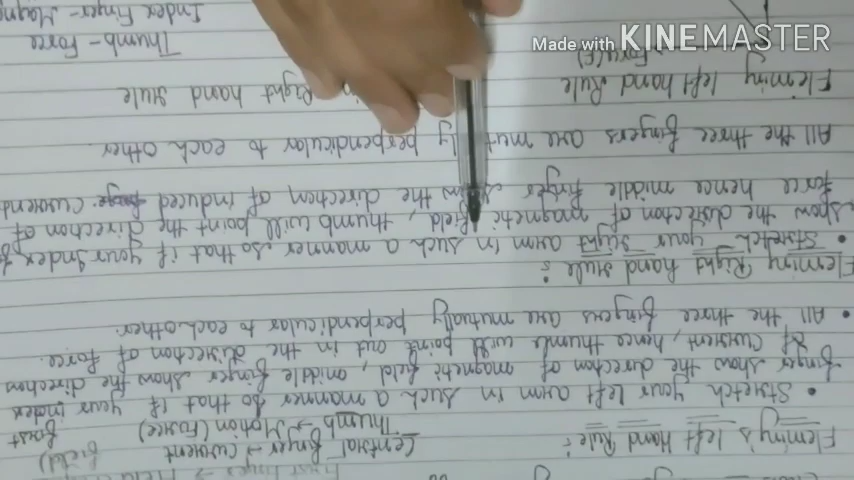 First Finger → Field
Central Finger → current field)
Fleming's left Hand Rule: Thumb → Motion (Force) first
• Stretch your left arm in such a manner so that if your index
finger show the direction of magnetic field, middle finger show the direction
of current, hence thumb will point out in the direction of force.
• All the three fingers are mutually perpendicular to each other.
Fleming Right hand rule:
• Stretch your right arm in such a manner so that if your Index
show the direction of magnetic field, thumb will point the direction of
force hence middle finger the direction of induced current
All the three fingers are mut ly perpendicular to each other
Fleming left hand Rule Right hand rule
Force (F) Thumb - Force
Index Finger - Magne
Made with KINEMASTER